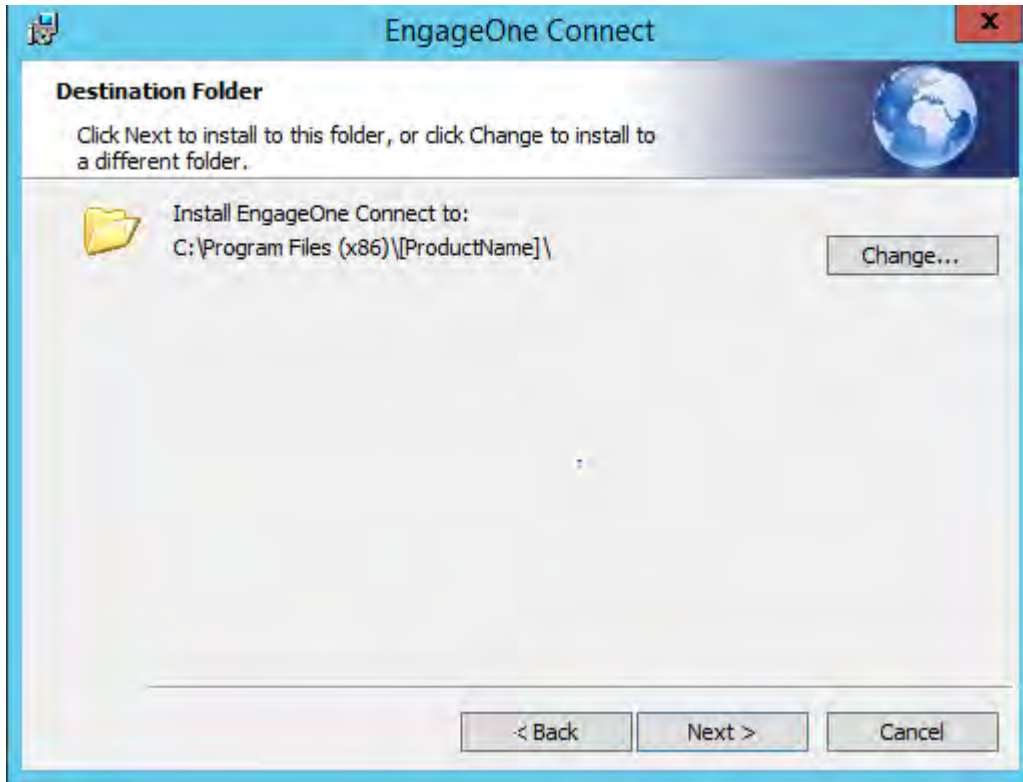 EngageOne Connect
x
Destination Folder
Click Next to install to this folder, or click Change to install to
a different folder.
Install EngageOne Connect to:
C:\Program Files (x86)\[ProductName]\
Change...
< Back
Next >
Cancel